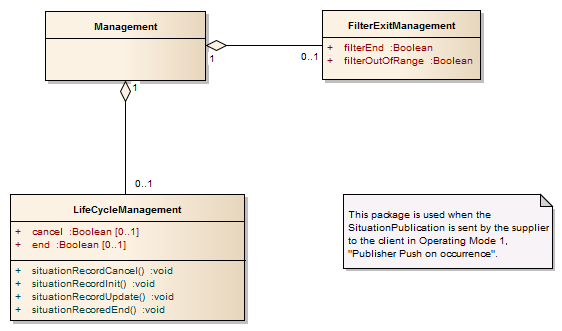 Management
FilterExitManagement
+ filterEnd :Boolean
+ filterOutOfRange :Boolean
1
0..1
1
0..1
LifeCycleManagement
+ cancel :Boolean [0..1]
+ end :Boolean [0..1]
+ situationRecordCancel() :void
+ situationRecordInit() :void
+ situationRecordUpdate() :void
+ situationRecoredEnd() :void
This package is used when the
SituationPublication is sent by the supplier
to the client in Operating Mode 1,
"Publisher Push on occurrence".